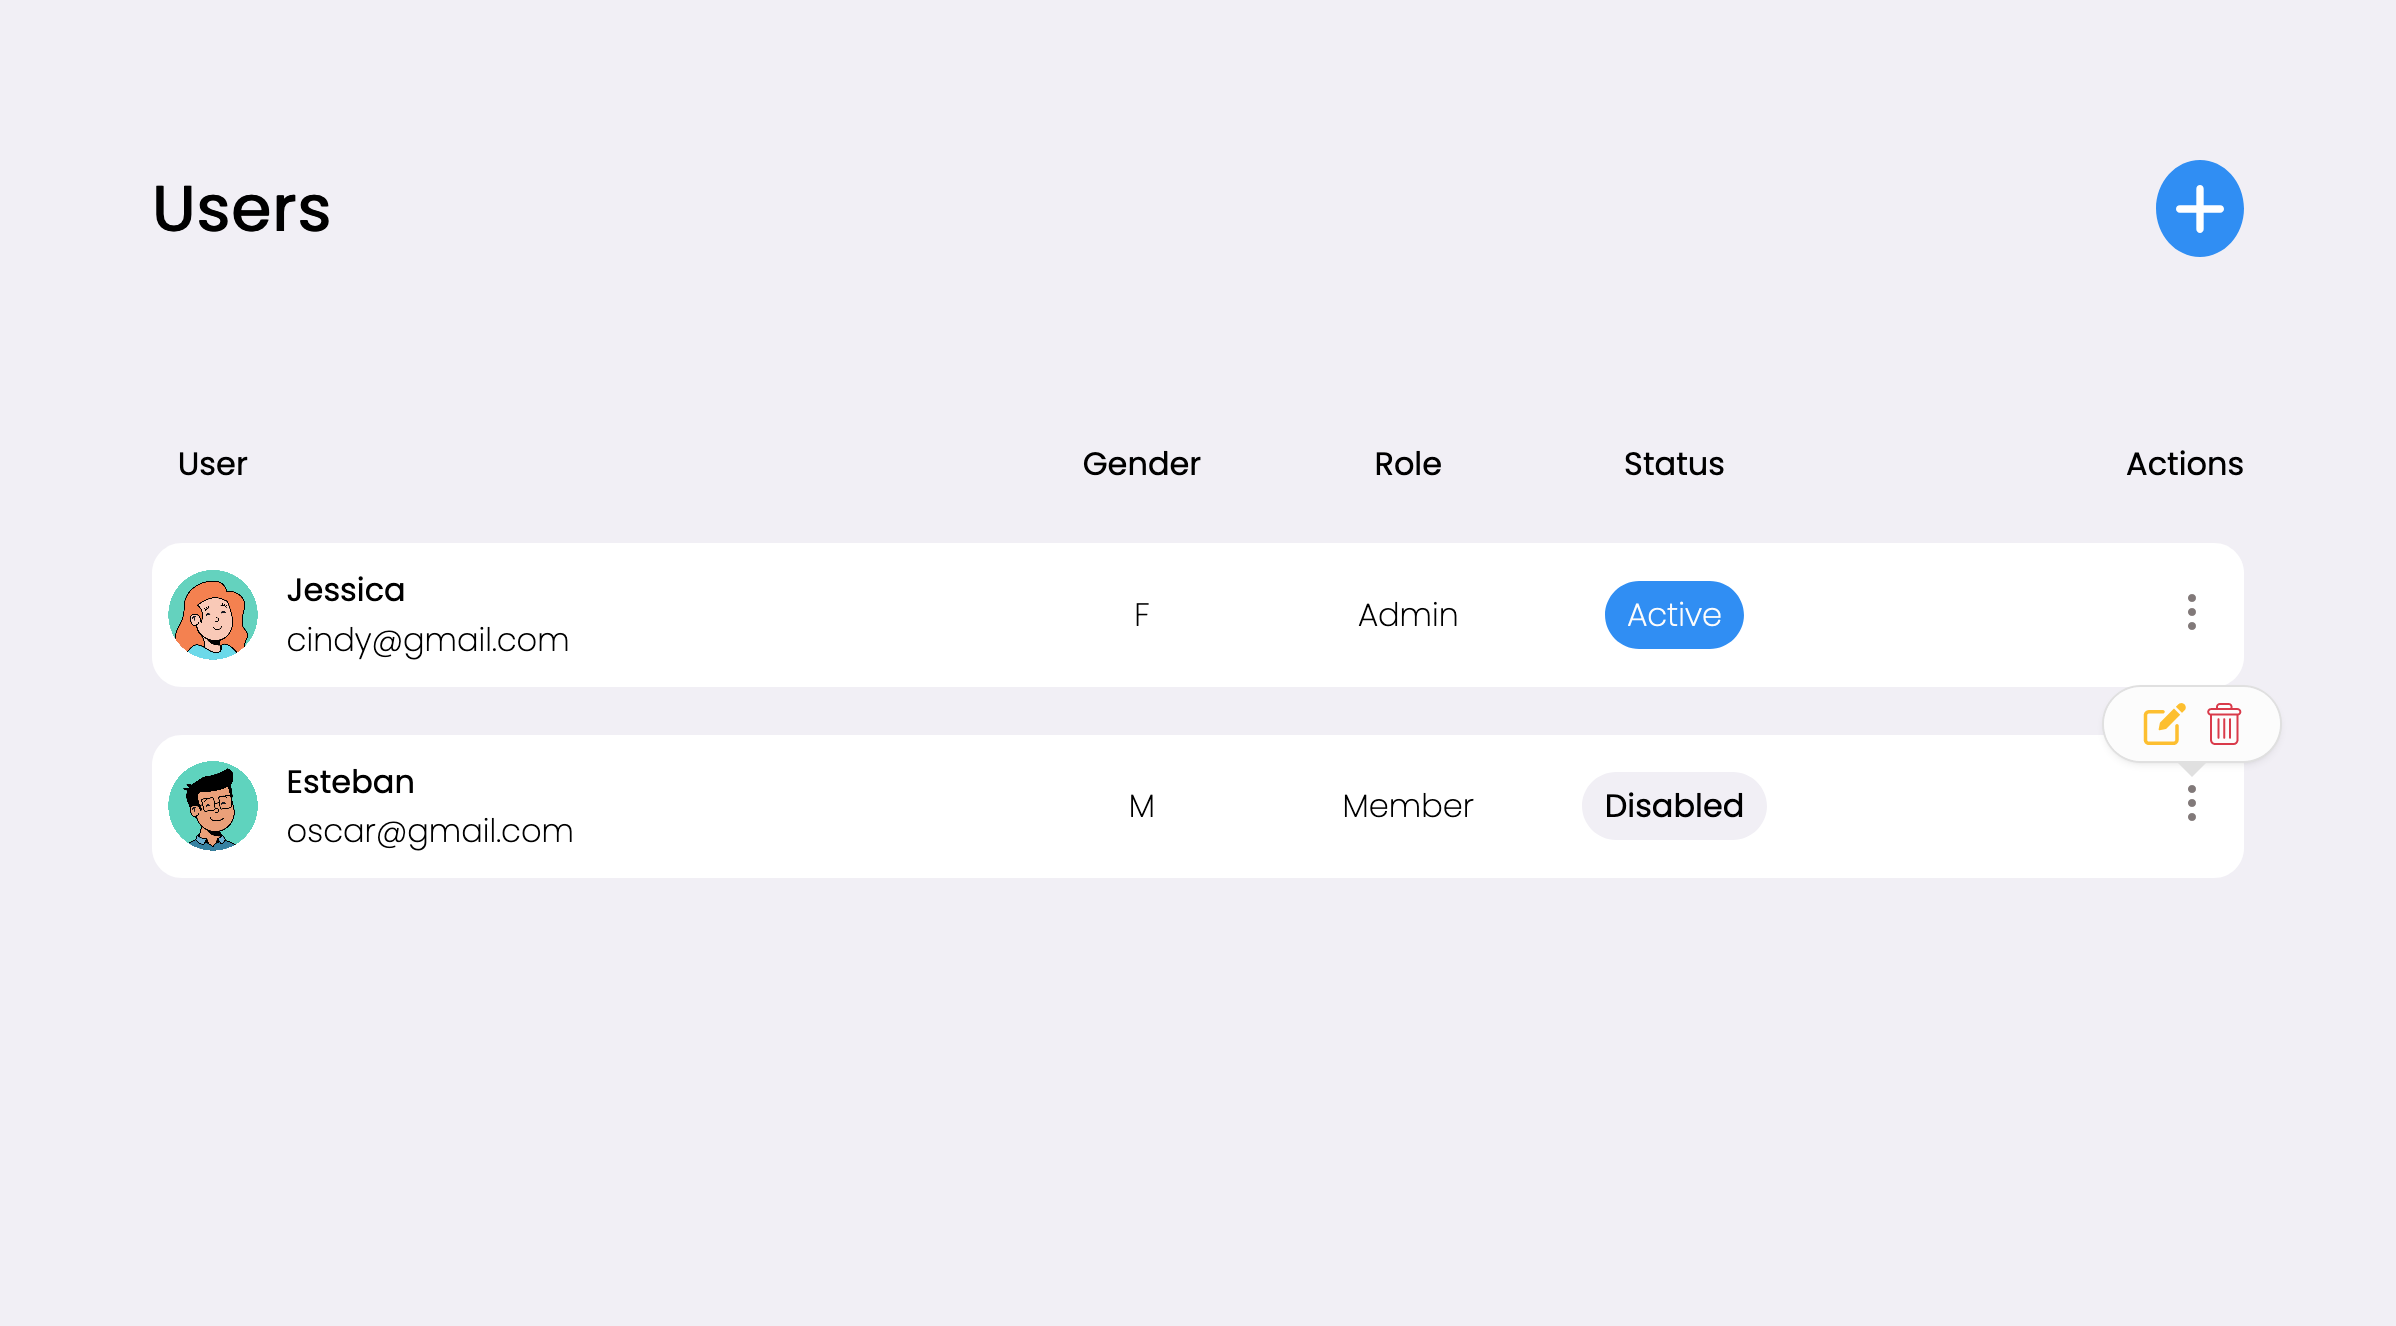 Users
User Gender Role Status Actions
Jessica
cindy@gmail.com
F Admin Active
Esteban
oscar@gmail.com
M Member Disabled